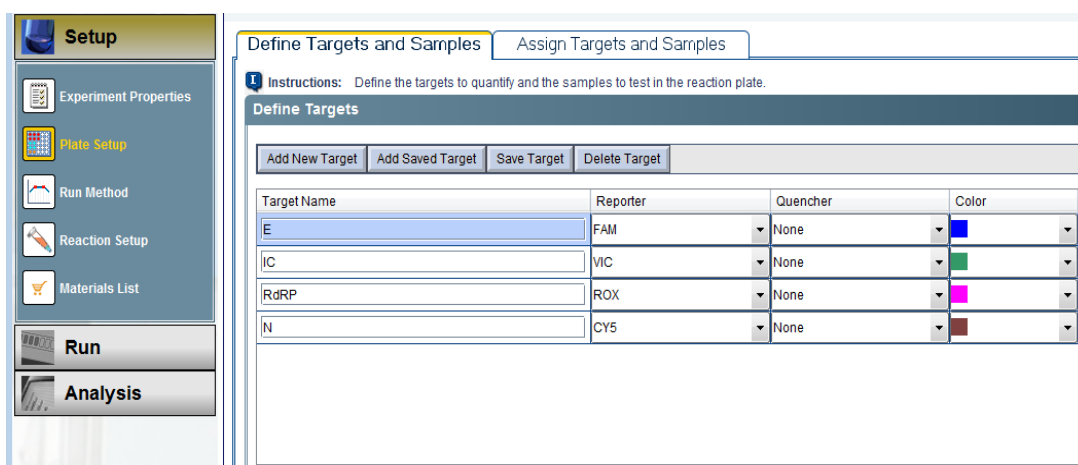 Setup
Experiment Properties
Plate Setup
Run Method
Reaction Setup
Materials List
Run
Analysis
Define Targets and Samples
Assign Targets and Samples
Instructions: Define the targets to quantify and the samples to test in the reaction plate.
Define Targets
Add New Target Add Saved Target Save Target Delete Target
Target Name Reporter Quencher Color
E FAM None
IC VIC None
RdRP ROX None
N CY5 None